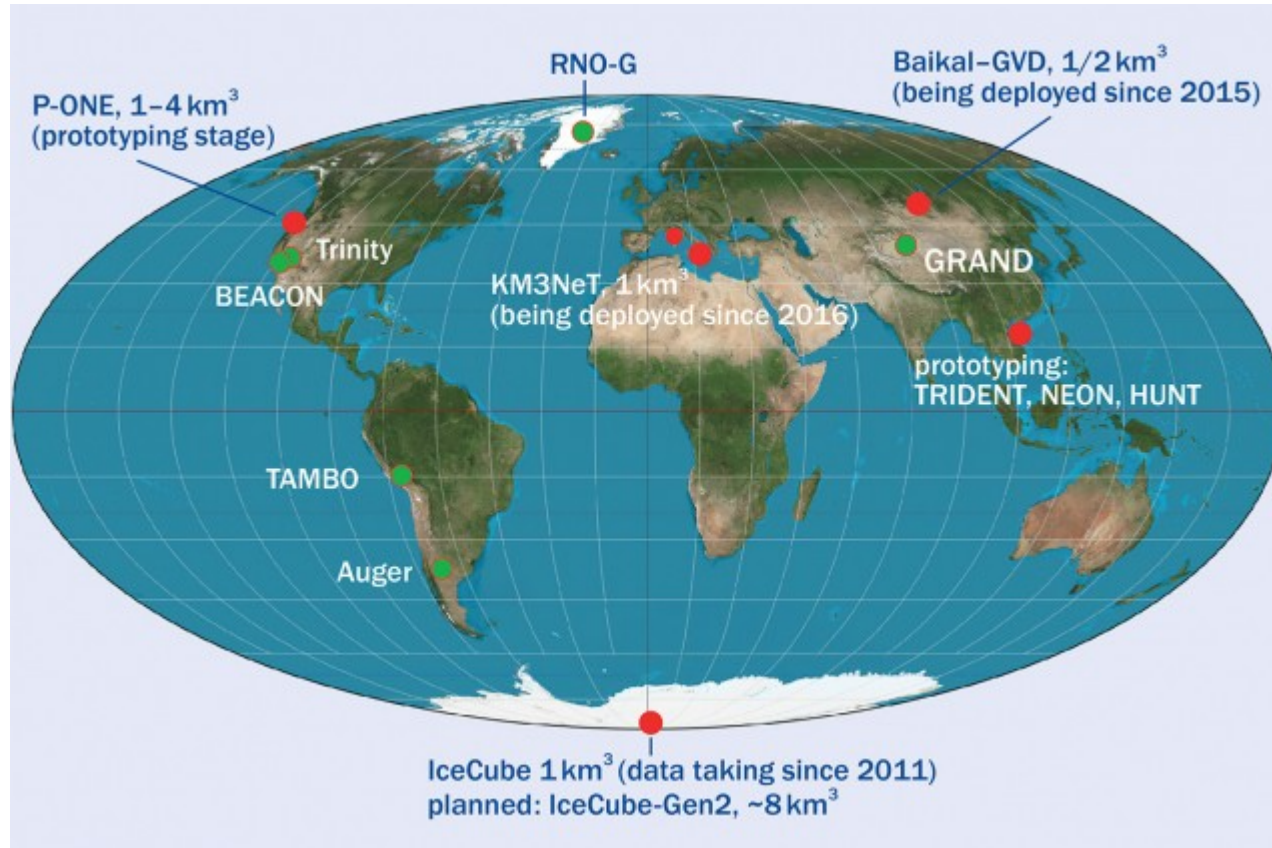 RNO-G
Baikal–GVD, 1/2 km³
(being deployed since 2015)
P-ONE, 1–4 km³
(prototyping stage)
Trinity
BEACON
GRAND
KM3NeT, 1 km³
(being deployed since 2016)
prototyping:
TRIDENT, NEON, HUNT
TAMBO
Auger
IceCube 1 km³ (data taking since 2011)
planned: IceCube-Gen2, ~8 km³